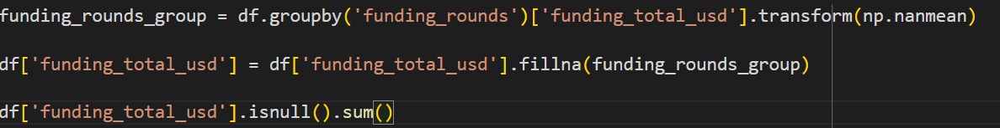 funding_rounds_group = df.groupby('funding_rounds')['funding_total_usd'].transform(np.nanmean)
df['funding_total_usd'] = df['funding_total_usd'].fillna(funding_rounds_group)
df['funding_total_usd'].isnull().sum()